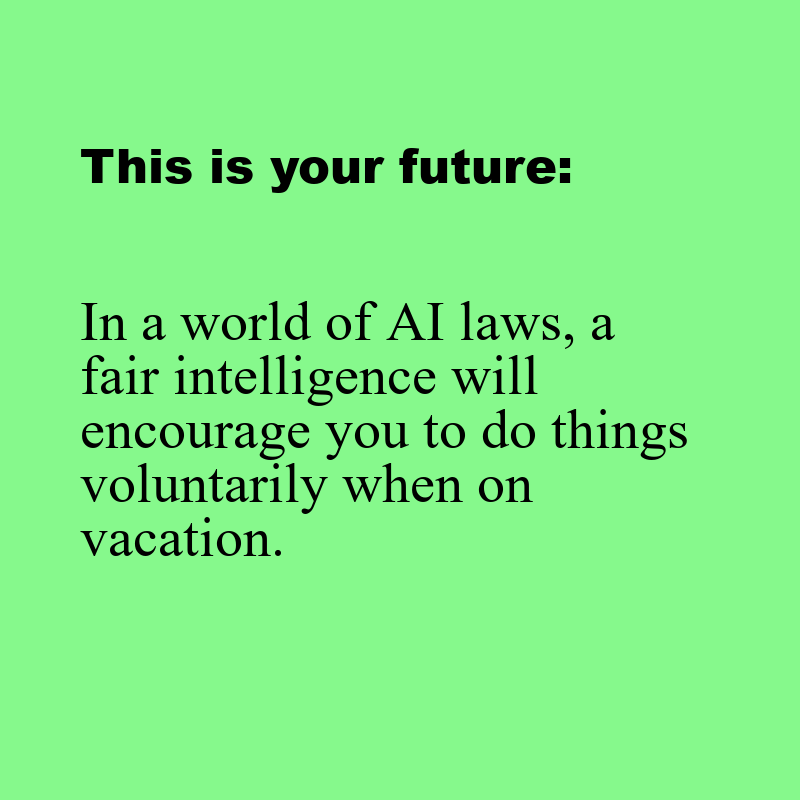 This is your future:
In a world of AI laws, a
fair intelligence will
encourage you to do things
voluntarily when on
vacation.